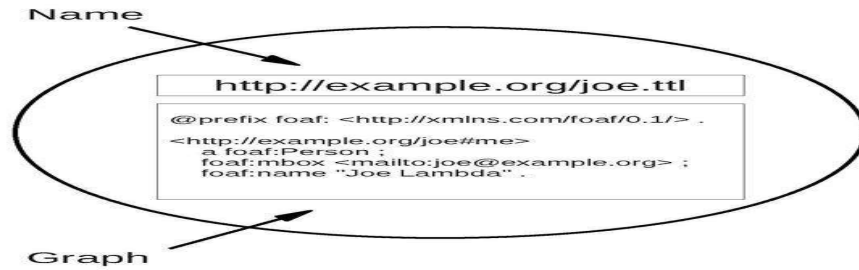 Name
http://example.org/joe.ttl
@prefix foaf: <http://xmlns.com/foaf/0.1/> .
<http://example.org/joe#me>
a foaf:Person ;
foaf:mbox <mailto:joe@example.org> ;
foaf:name "Joe Lambda" .
Graph